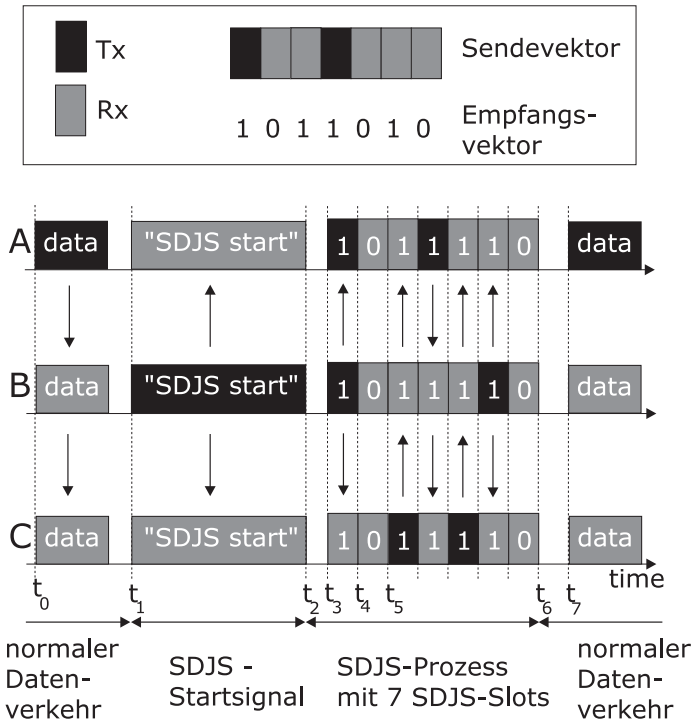 Tx
Sendevektor
Rx
1 0 1 1 0 1 0
Empfangs-
vektor
A
data
"SDJS start"
1 0 1 1 1 1 0
data
B
data
"SDJS start"
1 0 1 1 1 1 0
data
C
data
"SDJS start"
1 0 1 1 1 1 0
data
time
t0 t1 t2 t3 t4 t5 t6 t7
normaler
Daten-
verkehr
SDJS -
Startsignal
SDJS-Prozess
mit 7 SDJS-Slots
normaler
Daten-
verkehr